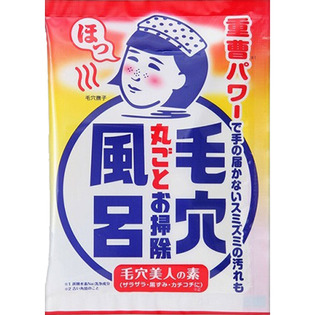 重曹パワーで手の届かないスミズミの汚れも
ほっ
毛穴撫子
毛穴
丸ごとお掃除
風呂
毛穴美人の素
(ザラザラ・黒ずみ・カチコチに)